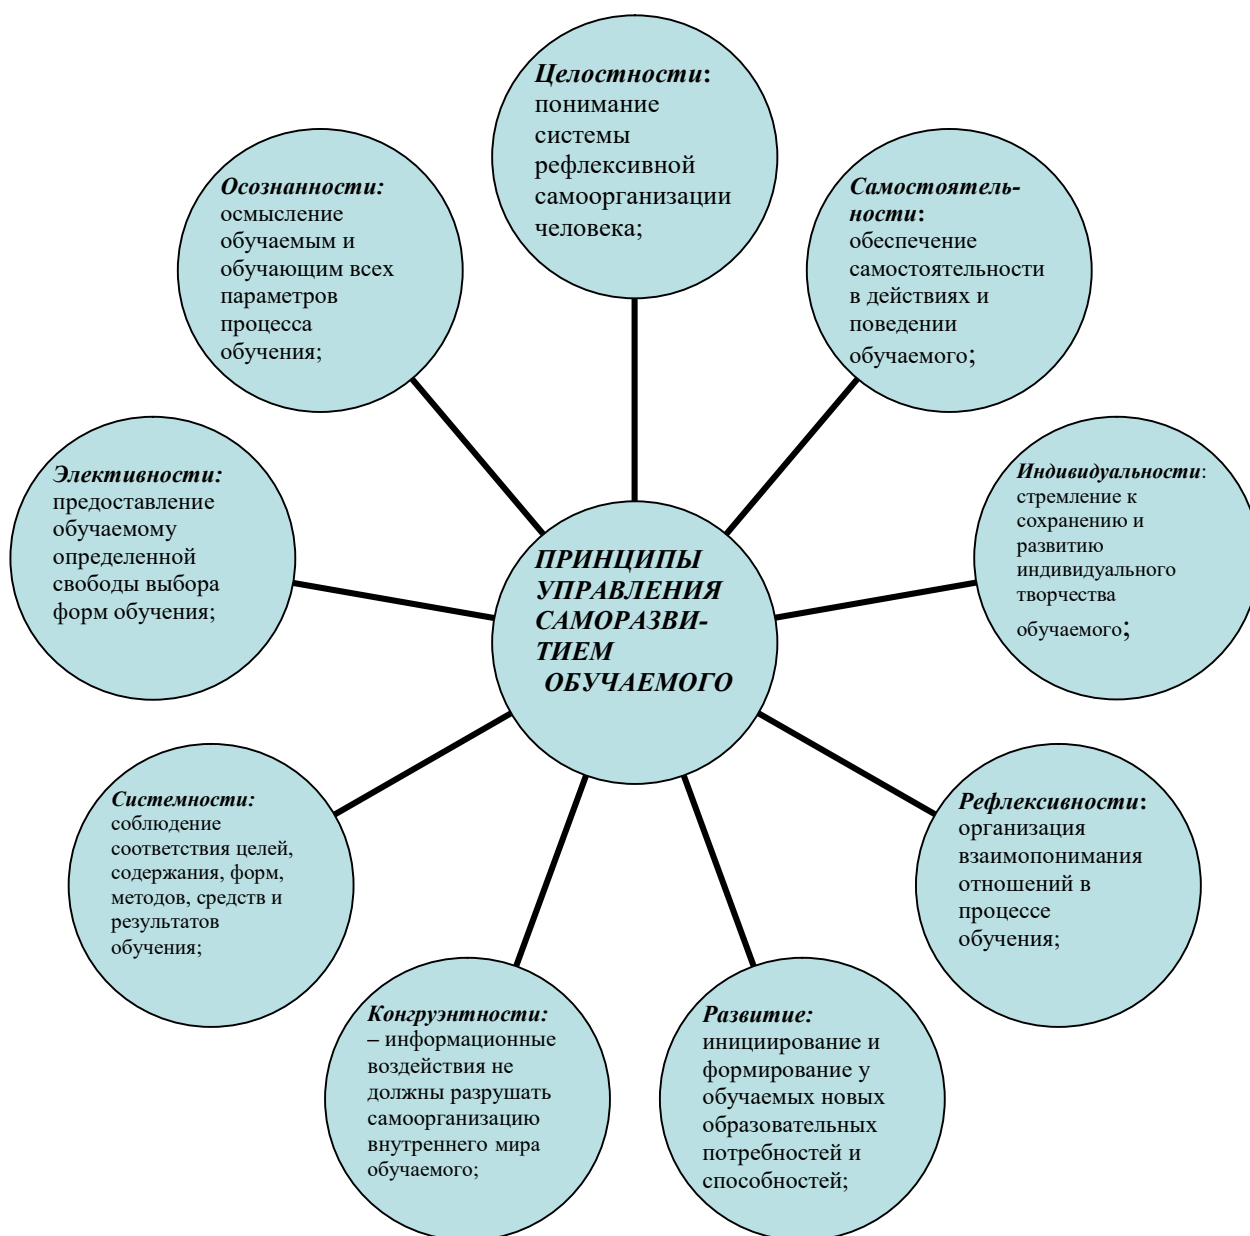 Целостности:
понимание
системы
рефлексивной
самоорганизации
человека;
Самостоятель-
ности:
обеспечение
самостоятельности
в действиях и
поведении
обучаемого;
Индивидуальности:
стремление к
сохранению и
развитию
индивидуального
творчества
обучаемого;
Рефлексивности:
организация
взаимопонимания
отношений в
процессе
обучения;
Развитие:
инициирование и
формирование у
обучаемых новых
образовательных
потребностей и
способностей;
Конгруэнтности:
– информационные
воздействия не
должны разрушать
самоорганизацию
внутреннего мира
обучаемого;
Системности:
соблюдение
соответствия целей,
содержания, форм,
методов, средств и
результатов
обучения;
Элективности:
предоставление
обучаемому
определенной
свободы выбора
форм обучения;
Осознанности:
осмысление
обучаемым и
обучающим всех
параметров
процесса
обучения;
ПРИНЦИПЫ
УПРАВЛЕНИЯ
САМОРАЗВИ-
ТИЕМ
ОБУЧАЕМОГО